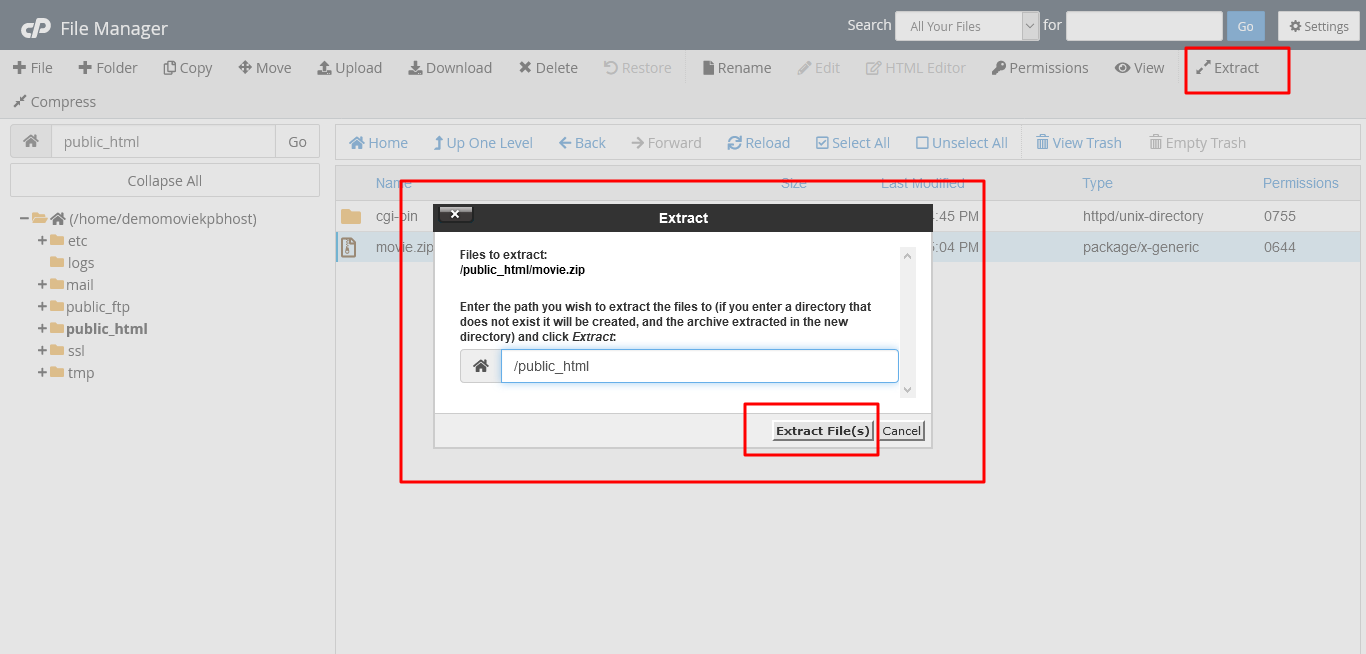 cP File Manager
Search All Your Files for Go Settings
File Folder Copy Move Upload Download Delete Restore Rename Edit HTML Editor Permissions View Extract
Compress
public_html Go
Home Up One Level Back Forward Reload Select All Unselect All View Trash Empty Trash
Collapse All
Name Size Last Modified Type Permissions
cgi-bin :45 PM httpd/unix-directory 0755
movie.zip :04 PM package/x-generic 0644
(/home/demomoviekpbhost)
etc
logs
mail
public_ftp
public_html
ssl
tmp
Extract
Files to extract:
/public_html/movie.zip
Enter the path you wish to extract the files to (if you enter a directory that
does not exist it will be created, and the archive extracted in the new
directory) and click Extract:
/public_html
Extract File(s) Cancel